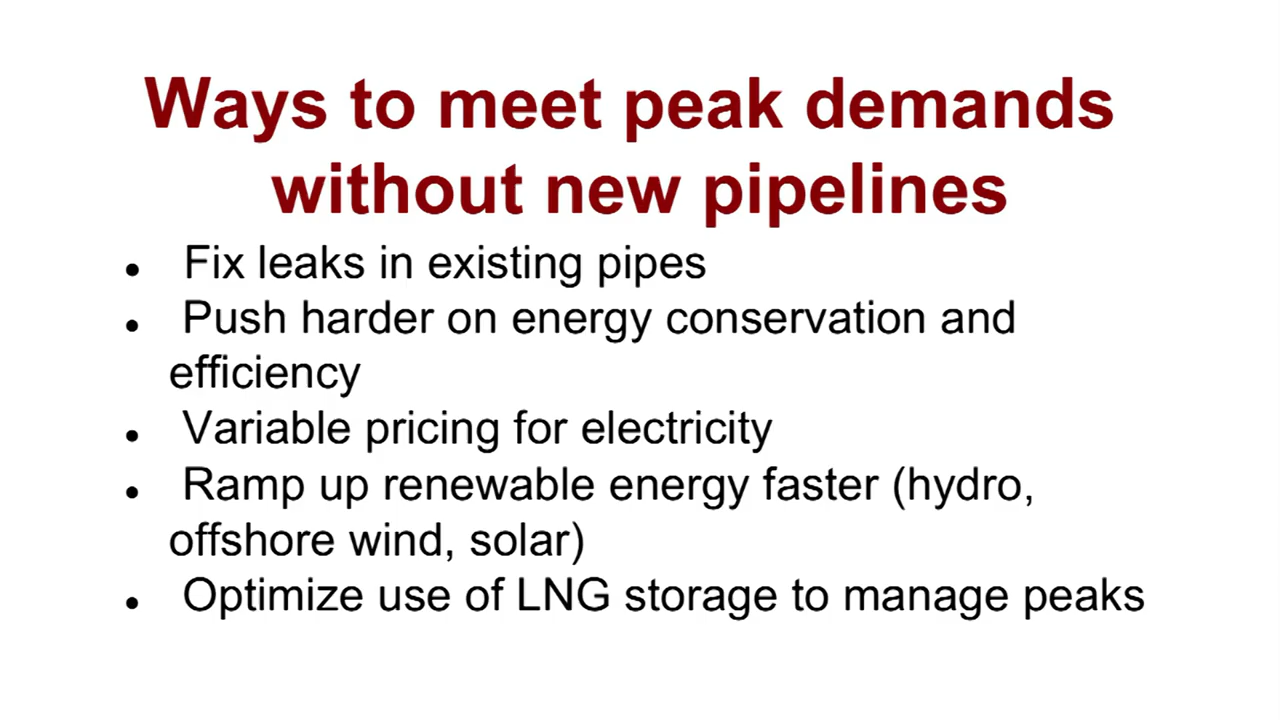 Ways to meet peak demands
without new pipelines
• Fix leaks in existing pipes
• Push harder on energy conservation and
efficiency
• Variable pricing for electricity
• Ramp up renewable energy faster (hydro,
offshore wind, solar)
• Optimize use of LNG storage to manage peaks